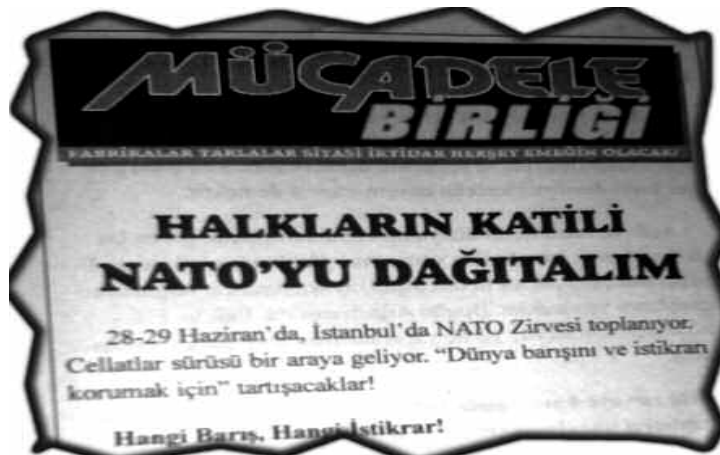 MÜCADELE
BİRLİĞİ
FABRİKALAR TARLALAR SİYASİ İKTİDAR HERŞEY EMEĞİN OLACAK!
HALKLARIN KATİLİ
NATO'YU DAĞITALIM
28-29 Haziran'da, İstanbul'da NATO Zirvesi toplanıyor.
Cellatlar sürüsü bir araya geliyor. "Dünya barışını ve istikrarı
korumak için" tartışacaklar!
Hangi Barış, Hangi İstikrar!